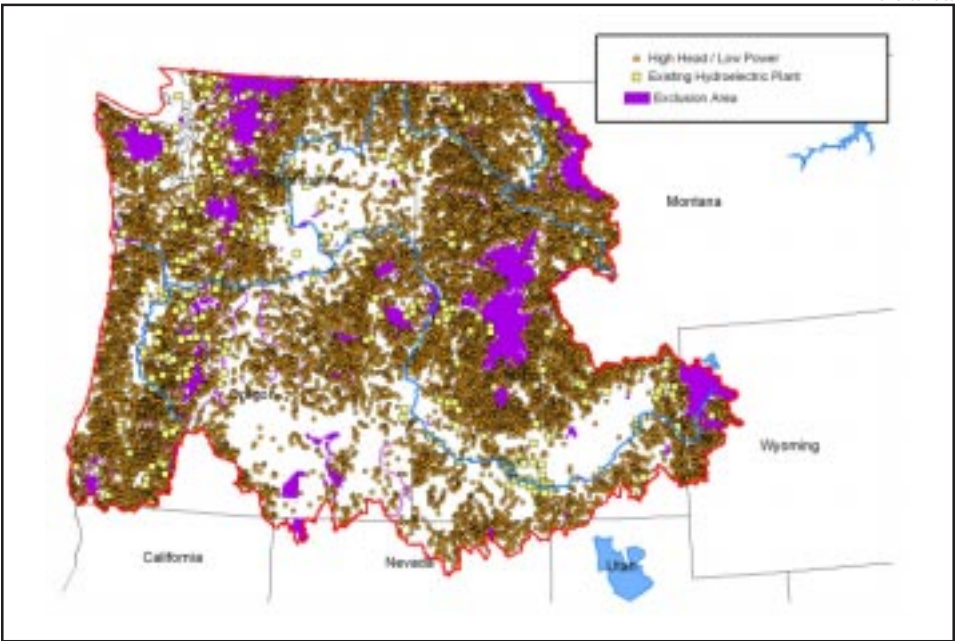 High Head / Low Power
Existing Hydroelectric Plant
Exclusion Area
Montana
Wyoming
California
Nevada
Utah